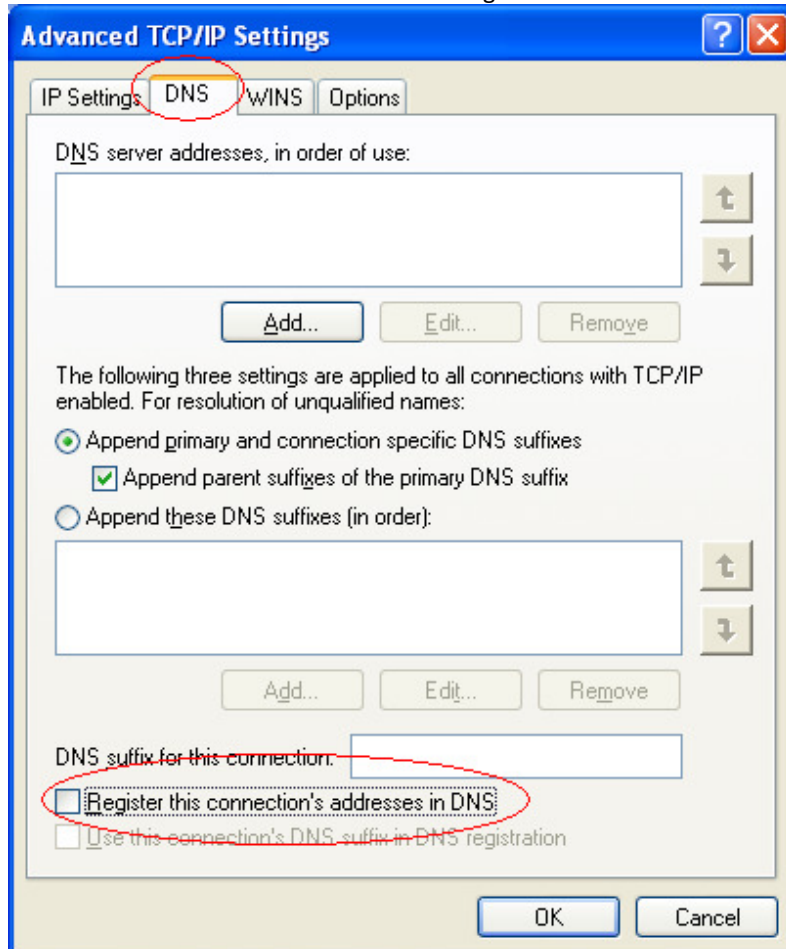 Advanced TCP/IP Settings
IP Settings DNS WINS Options
DNS server addresses, in order of use:
Add... Edit... Remove
The following three settings are applied to all connections with TCP/IP
enabled. For resolution of unqualified names:
Append primary and connection specific DNS suffixes
Append parent suffixes of the primary DNS suffix
Append these DNS suffixes (in order):
Add... Edit... Remove
DNS suffix for this connection:
Register this connection's addresses in DNS
Use this connection's DNS suffix in DNS registration
OK Cancel